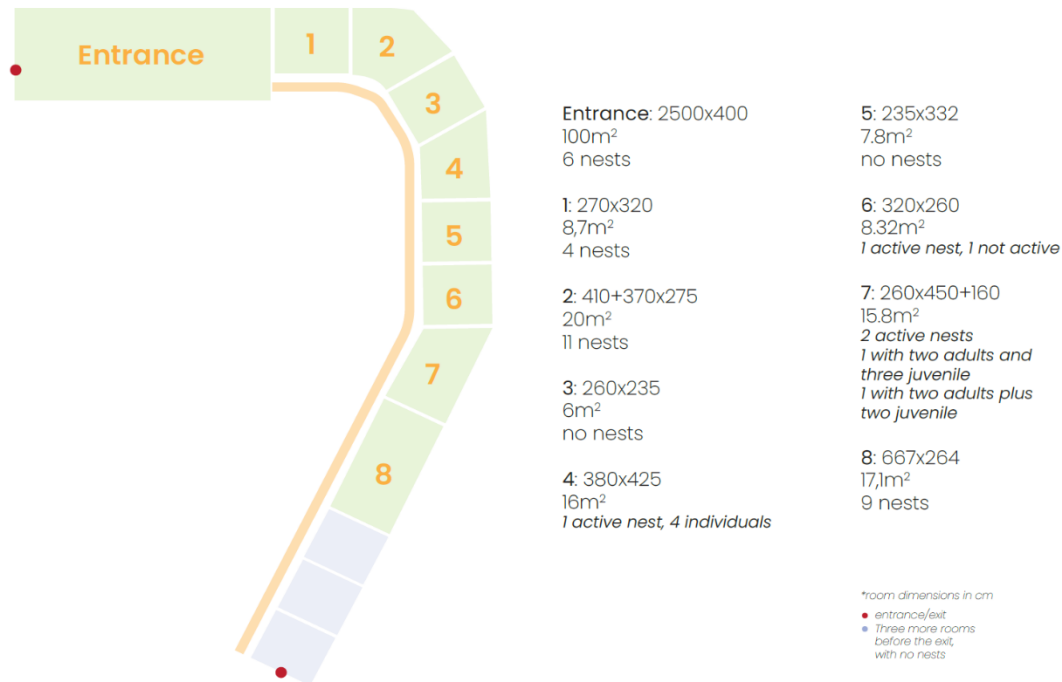 Entrance
1
2
3
4
5
6
7
8
Entrance: 2500x400
100m²
6 nests
1: 270x320
8,7m²
4 nests
2: 410+370x275
20m²
11 nests
3: 260x235
6m²
no nests
4: 380x425
16m²
1 active nest, 4 individuals
5: 235x332
7.8m²
no nests
6: 320x260
8.32m²
1 active nest, 1 not active
7: 260x450+160
15.8m²
2 active nests
1 with two adults and
three juvenile
1 with two adults plus
two juvenile
8: 667x264
17,1m²
9 nests
*room dimensions in cm
entrance/exit
Three more rooms
before the exit,
with no nests